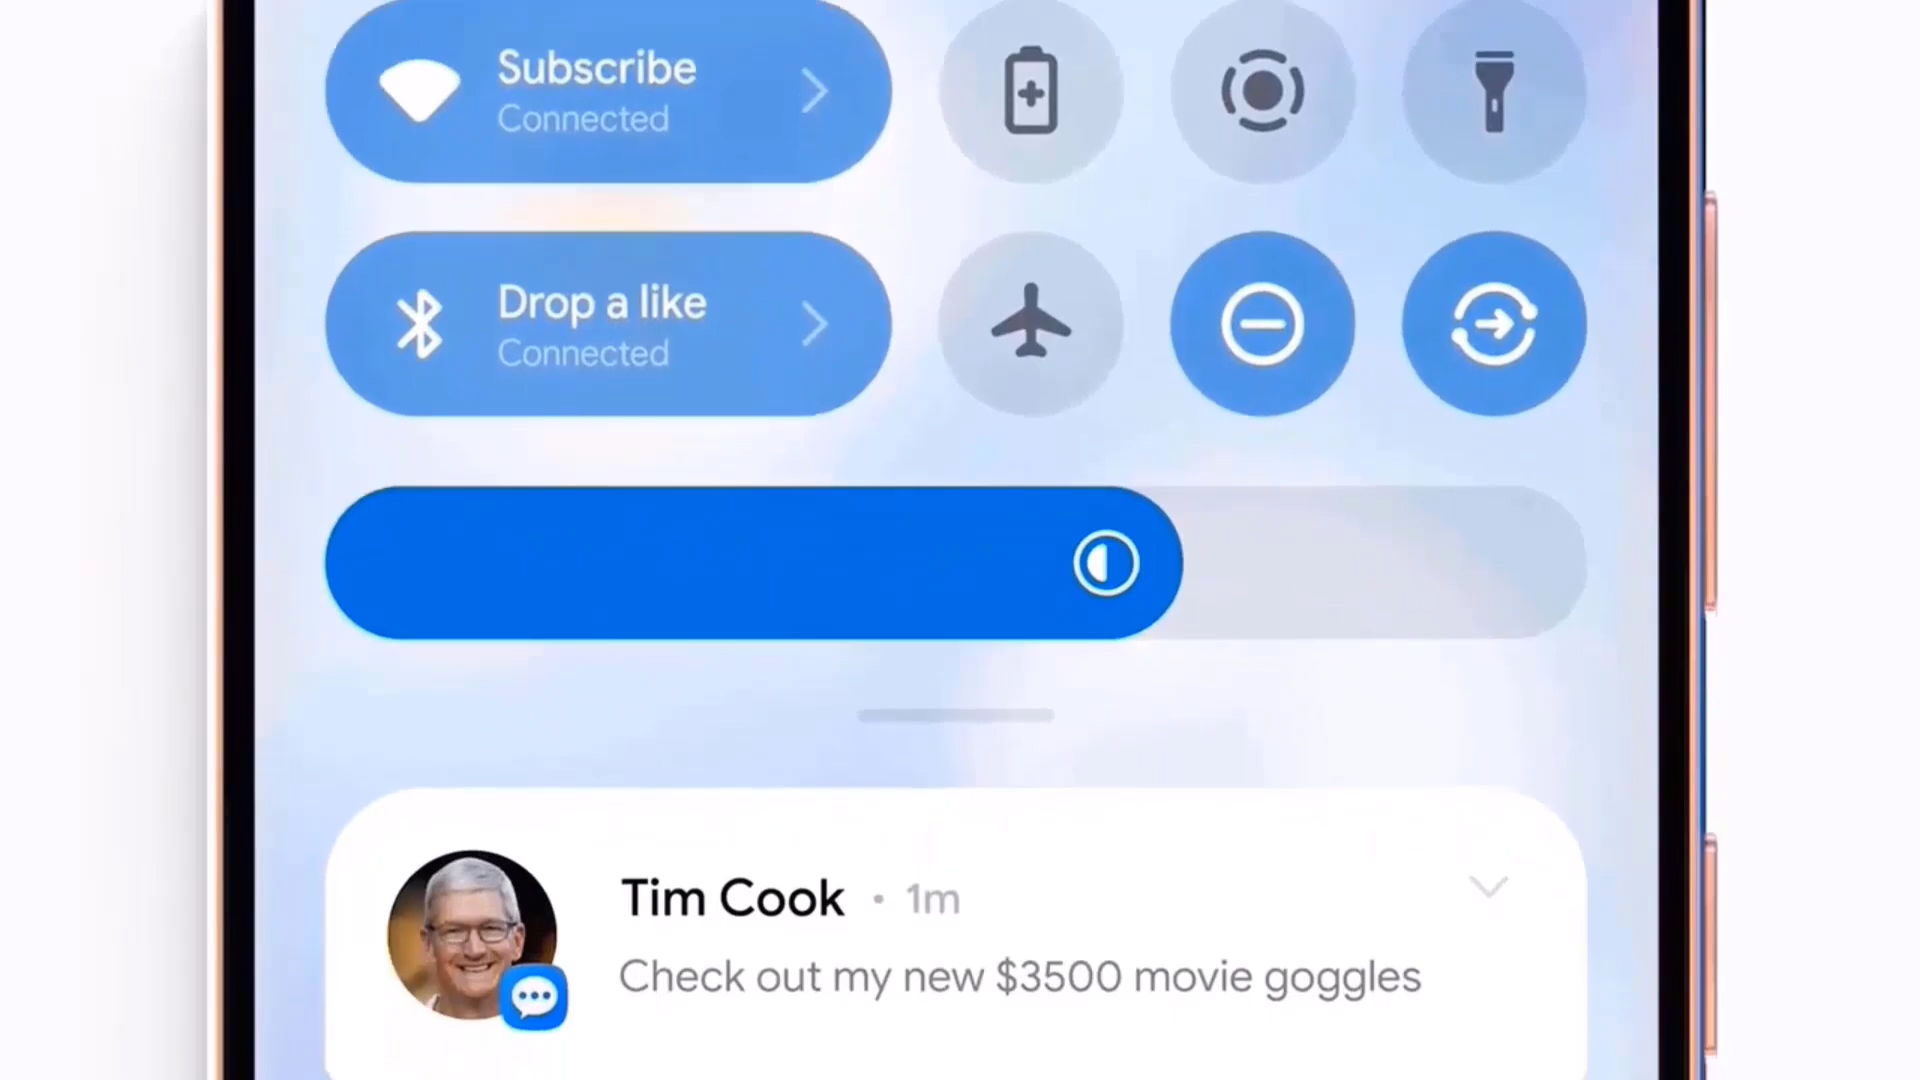 Subscribe
Connected
Drop a like
Connected
Tim Cook • 1m
Check out my new $3500 movie goggles